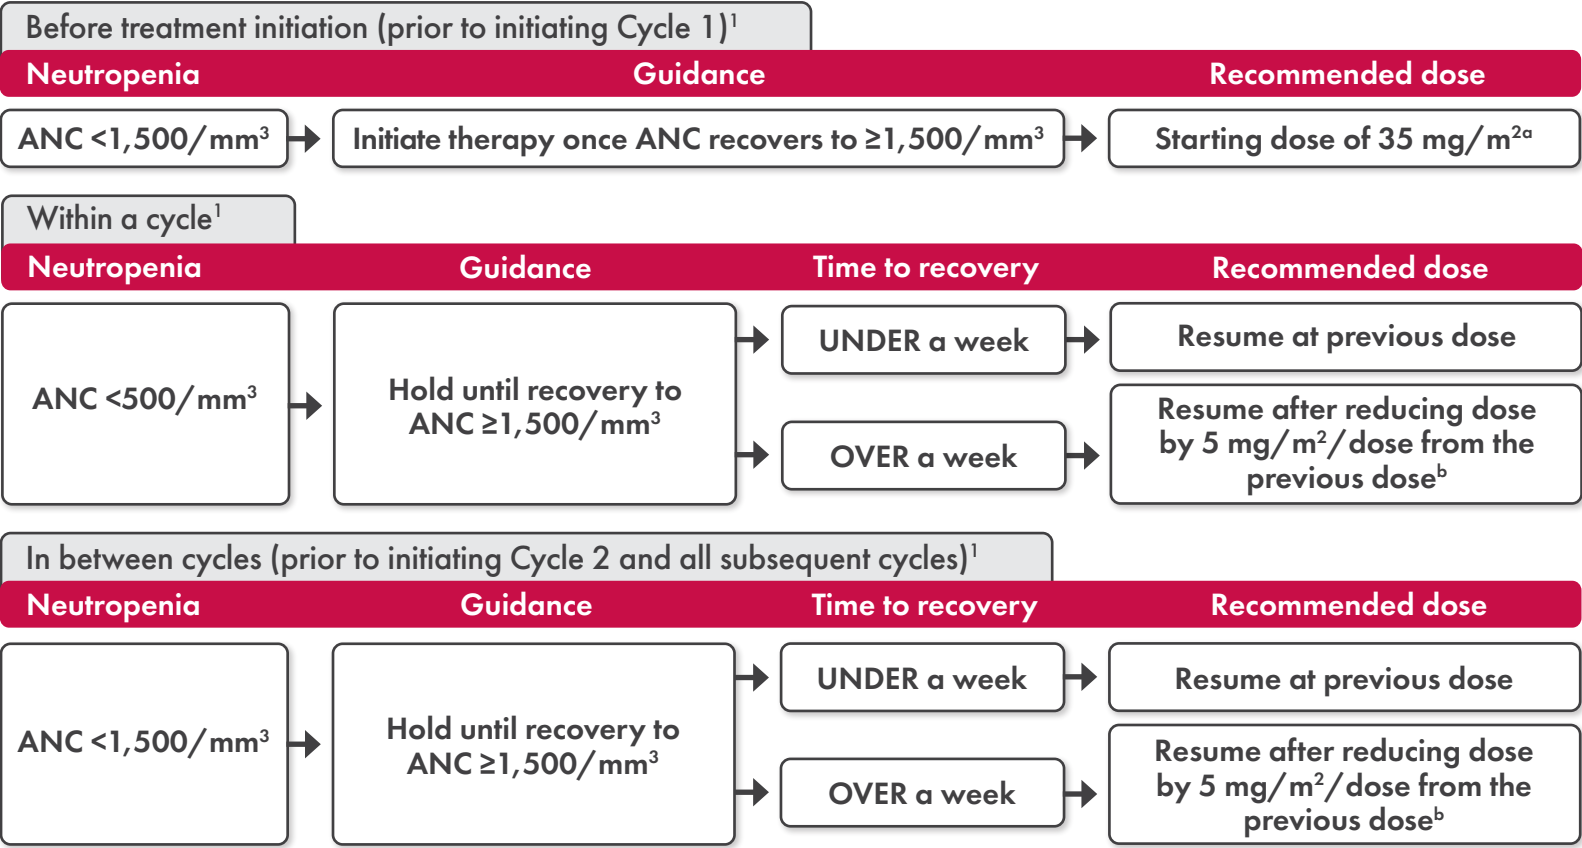 Before treatment initiation (prior to initiating Cycle 1)¹
Neutropenia Guidance Recommended dose
ANC <1,500/mm³ Initiate therapy once ANC recovers to ≥1,500/mm³ Starting dose of 35 mg/m²ᵃ
Within a cycle¹
Neutropenia Guidance Time to recovery Recommended dose
ANC <500/mm³
Hold until recovery to
ANC ≥1,500/mm³
UNDER a week
Resume at previous dose
OVER a week
Resume after reducing dose
by 5 mg/m²/dose from the
previous doseᵇ
In between cycles (prior to initiating Cycle 2 and all subsequent cycles)¹
Neutropenia Guidance Time to recovery Recommended dose
ANC <1,500/mm³
Hold until recovery to
ANC ≥1,500/mm³
UNDER a week
Resume at previous dose
OVER a week
Resume after reducing dose
by 5 mg/m²/dose from the
previous doseᵇ